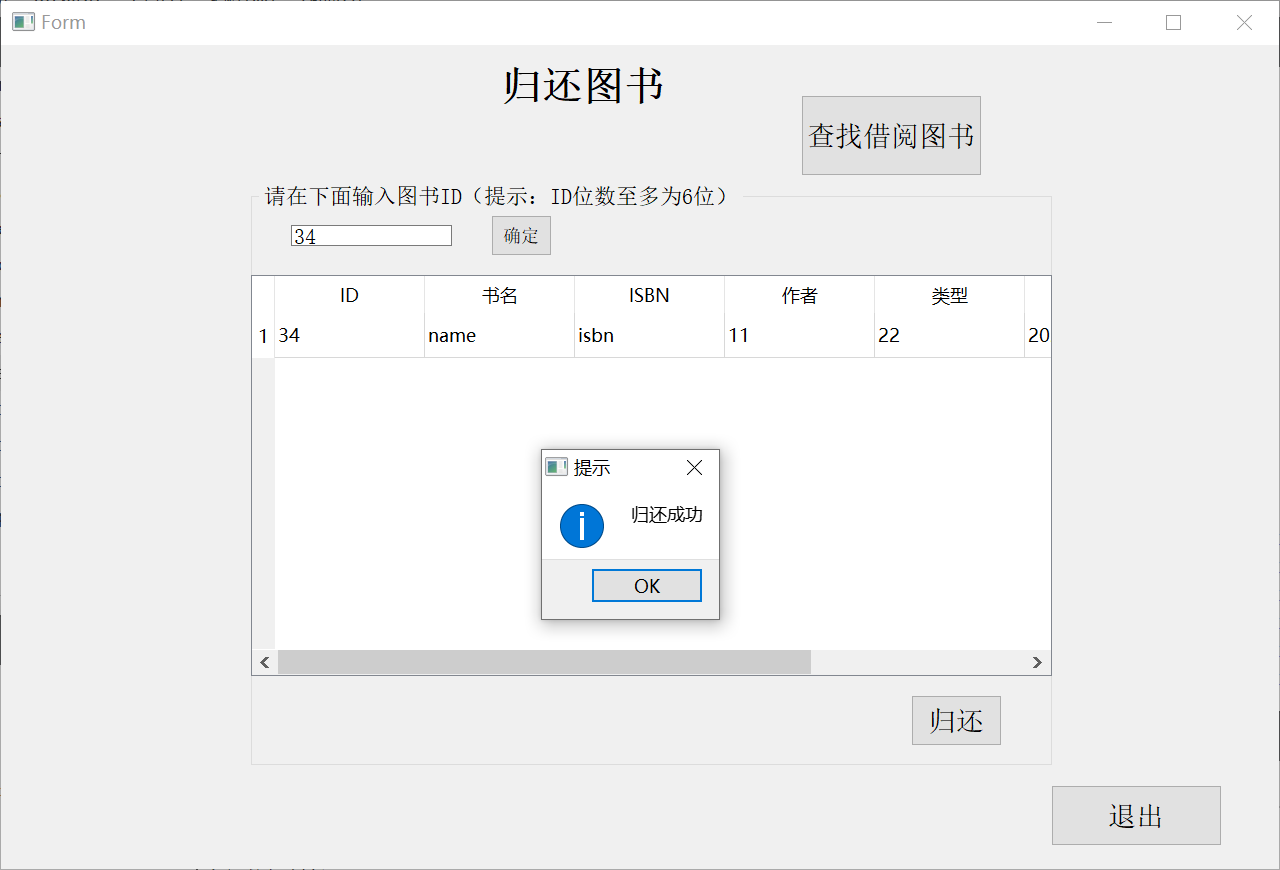 Form
归还图书
查找借阅图书
请在下面输入图书ID（提示：ID位数至多为6位）
34
确定
ID 书名 ISBN 作者 类型
1 34 name isbn 11 22 20
提示
归还成功
OK
归还
退出